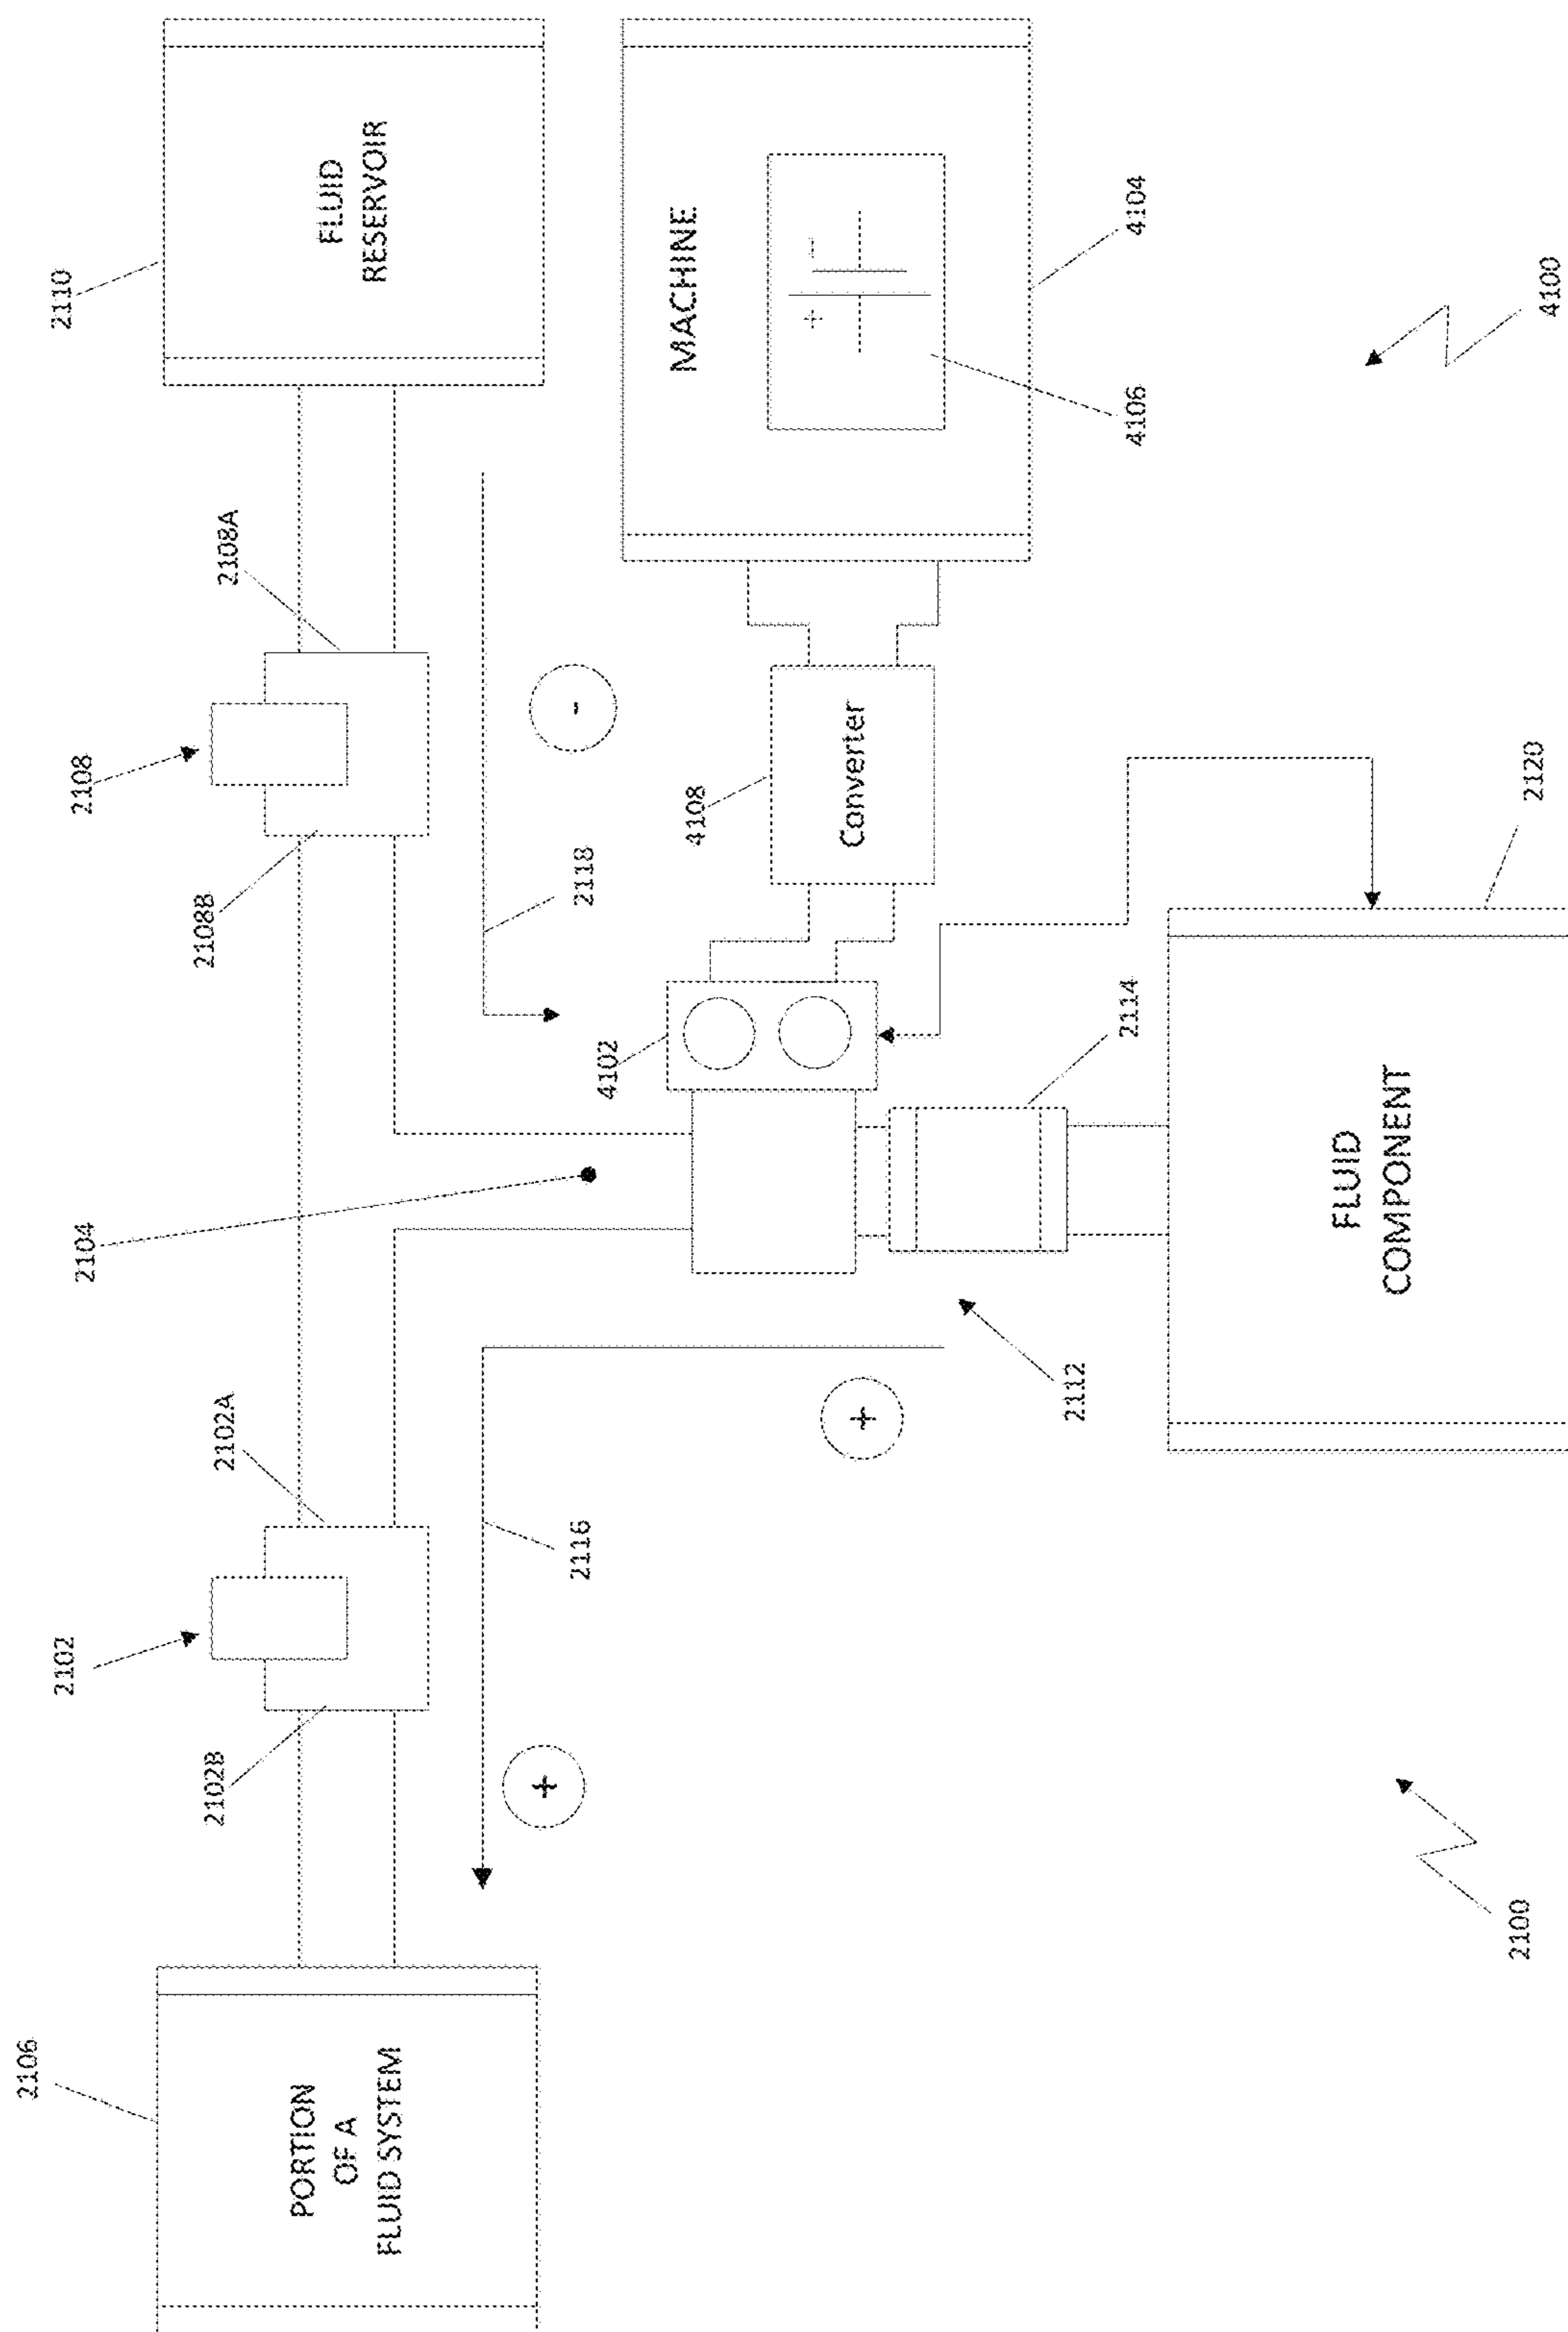 2110
FLUID
RESERVOIR
2108A
2108
2108B
2118
-
MACHINE
+ -
4104
4106
4100
4108
Converter
4102
2120
2114
FLUID
COMPONENT
2104
2112
+
2102A
2102
2102B
2116
+
2106
PORTION
OF A
FLUID SYSTEM
2100